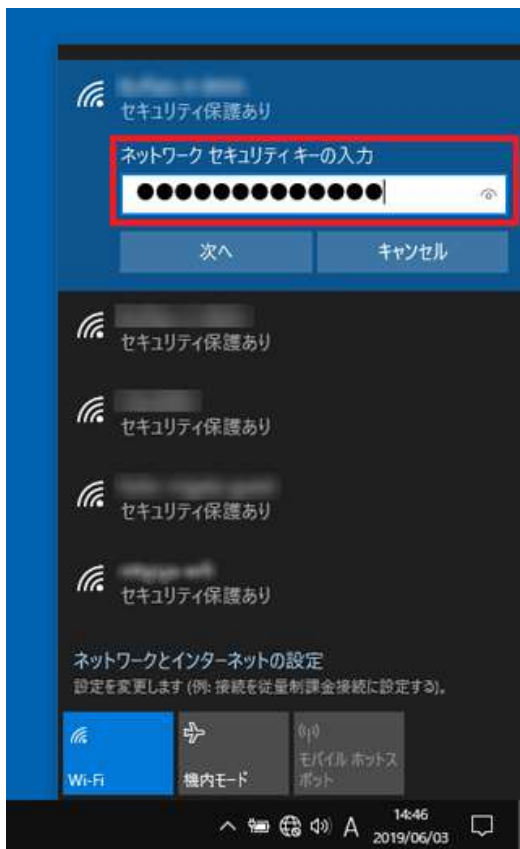 セキュリティ保護あり
ネットワーク セキュリティ キーの入力
●●●●●●●●●●●●●
次へ
キャンセル
セキュリティ保護あり
セキュリティ保護あり
セキュリティ保護あり
セキュリティ保護あり
ネットワークとインターネットの設定
設定を変更します (例: 接続を従量制課金接続に設定する)。
Wi-Fi
機内モード
モバイル ホットス
ポット
A
14:46
2019/06/03